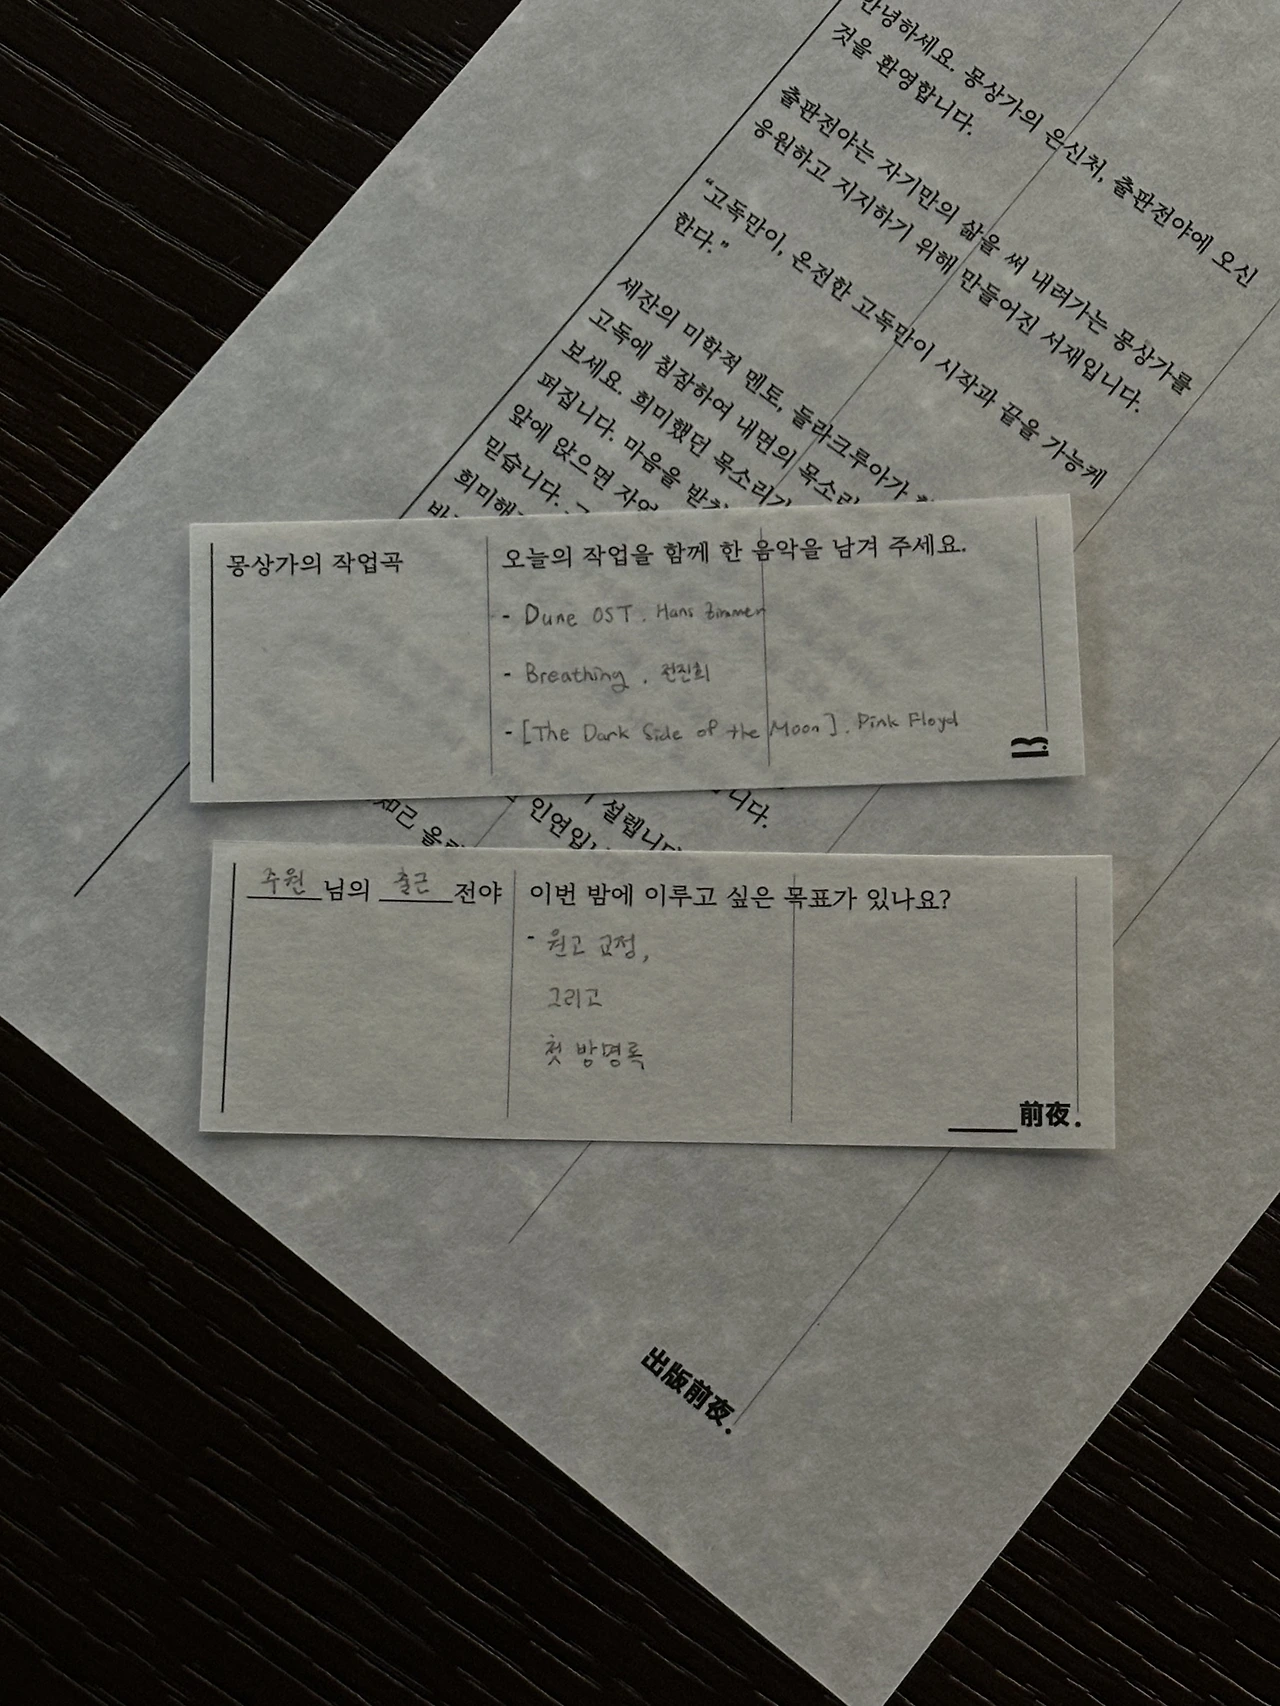 안녕하세요. 몽상가의 은신처, 출판전야에 오신
것을 환영합니다.
출판전야는 자기만의 삶을 써 내려가는 몽상가를
응원하고 지지하기 위해 만들어진 서재입니다.
“고독만이, 온전한 고독만이 시작과 끝을 가능케
한다.”
세잔의 미학적 멘토, 들라크루아가
고독에 침잠하여 내면의
보세요. 희미했던 목소리가
퍼집니다. 마음을
앞에 앉으면
믿습니다.
몽상가의 작업곡
오늘의 작업을 함께 한 음악을 남겨 주세요.
- Dune OST. Hans Zimmer
- Breathing. 전진희
- [The Dark Side of the Moon]. Pink Floyd
B.
니다.
설렙니다
知己
주원님의 출근전야
이번 밤에 이루고 싶은 목표가 있나요?
- 원고 교정,
그리고
첫 방명록
____前夜.
出版前夜.